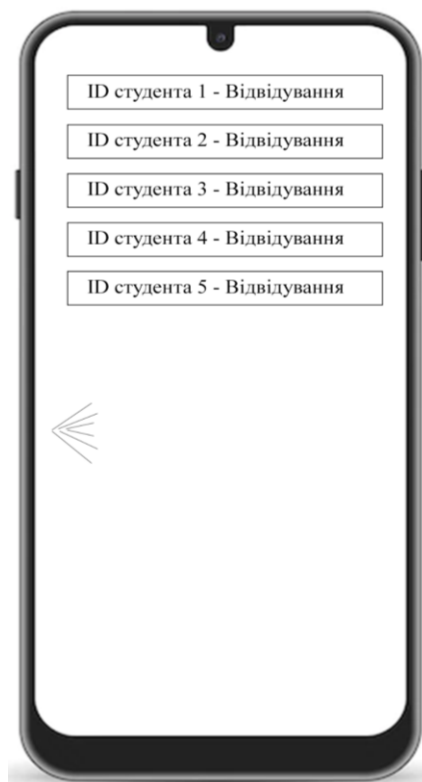 ID студента 1 - Відвідування
ID студента 2 - Відвідування
ID студента 3 - Відвідування
ID студента 4 - Відвідування
ID студента 5 - Відвідування